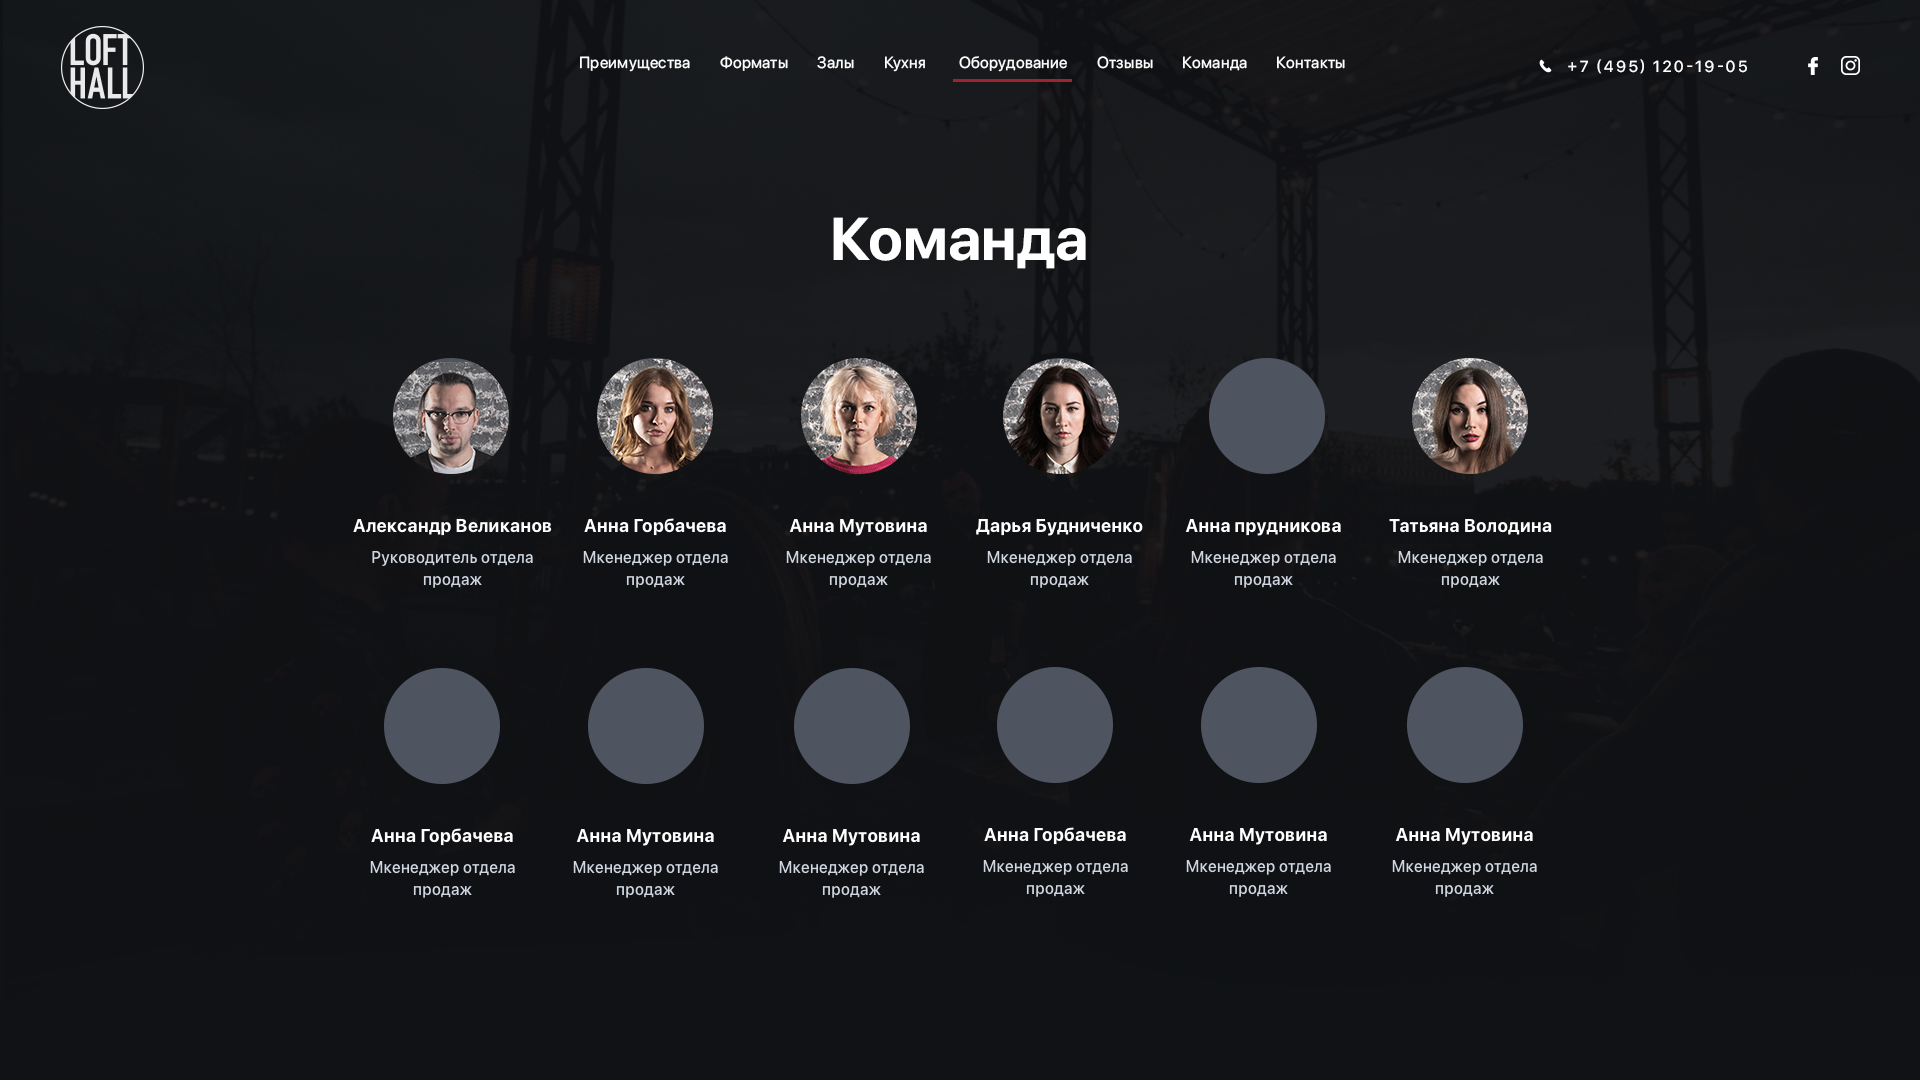 LOFT
HALL
Преимущества Форматы Залы Кухня Оборудование Отзывы Команда Контакты
+7 (495) 120-19-05
Команда
Александр Великанов
Руководитель отдела
продаж
Анна Горбачева
Мкенеджер отдела
продаж
Анна Мутовина
Мкенеджер отдела
продаж
Дарья Будниченко
Мкенеджер отдела
продаж
Анна прудникова
Мкенеджер отдела
продаж
Татьяна Володина
Мкенеджер отдела
продаж
Анна Горбачева
Мкенеджер отдела
продаж
Анна Мутовина
Мкенеджер отдела
продаж
Анна Мутовина
Мкенеджер отдела
продаж
Анна Горбачева
Мкенеджер отдела
продаж
Анна Мутовина
Мкенеджер отдела
продаж
Анна Мутовина
Мкенеджер отдела
продаж